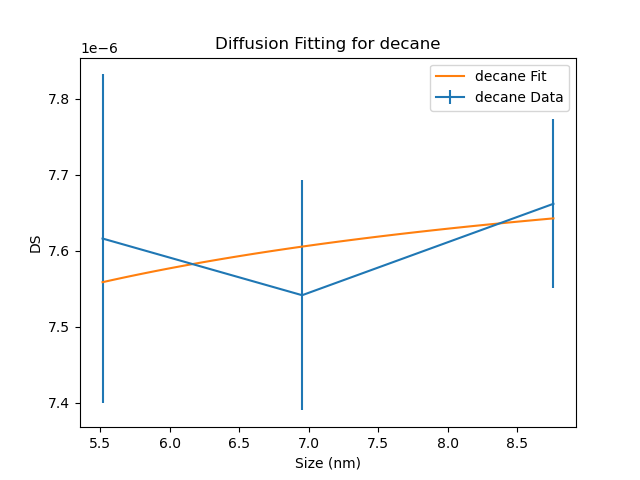 Diffusion Fitting for decane
1e−6
decane Fit
decane Data
7.8
7.7
7.6
7.5
7.4
DS
5.5 6.0 6.5 7.0 7.5 8.0 8.5
Size (nm)